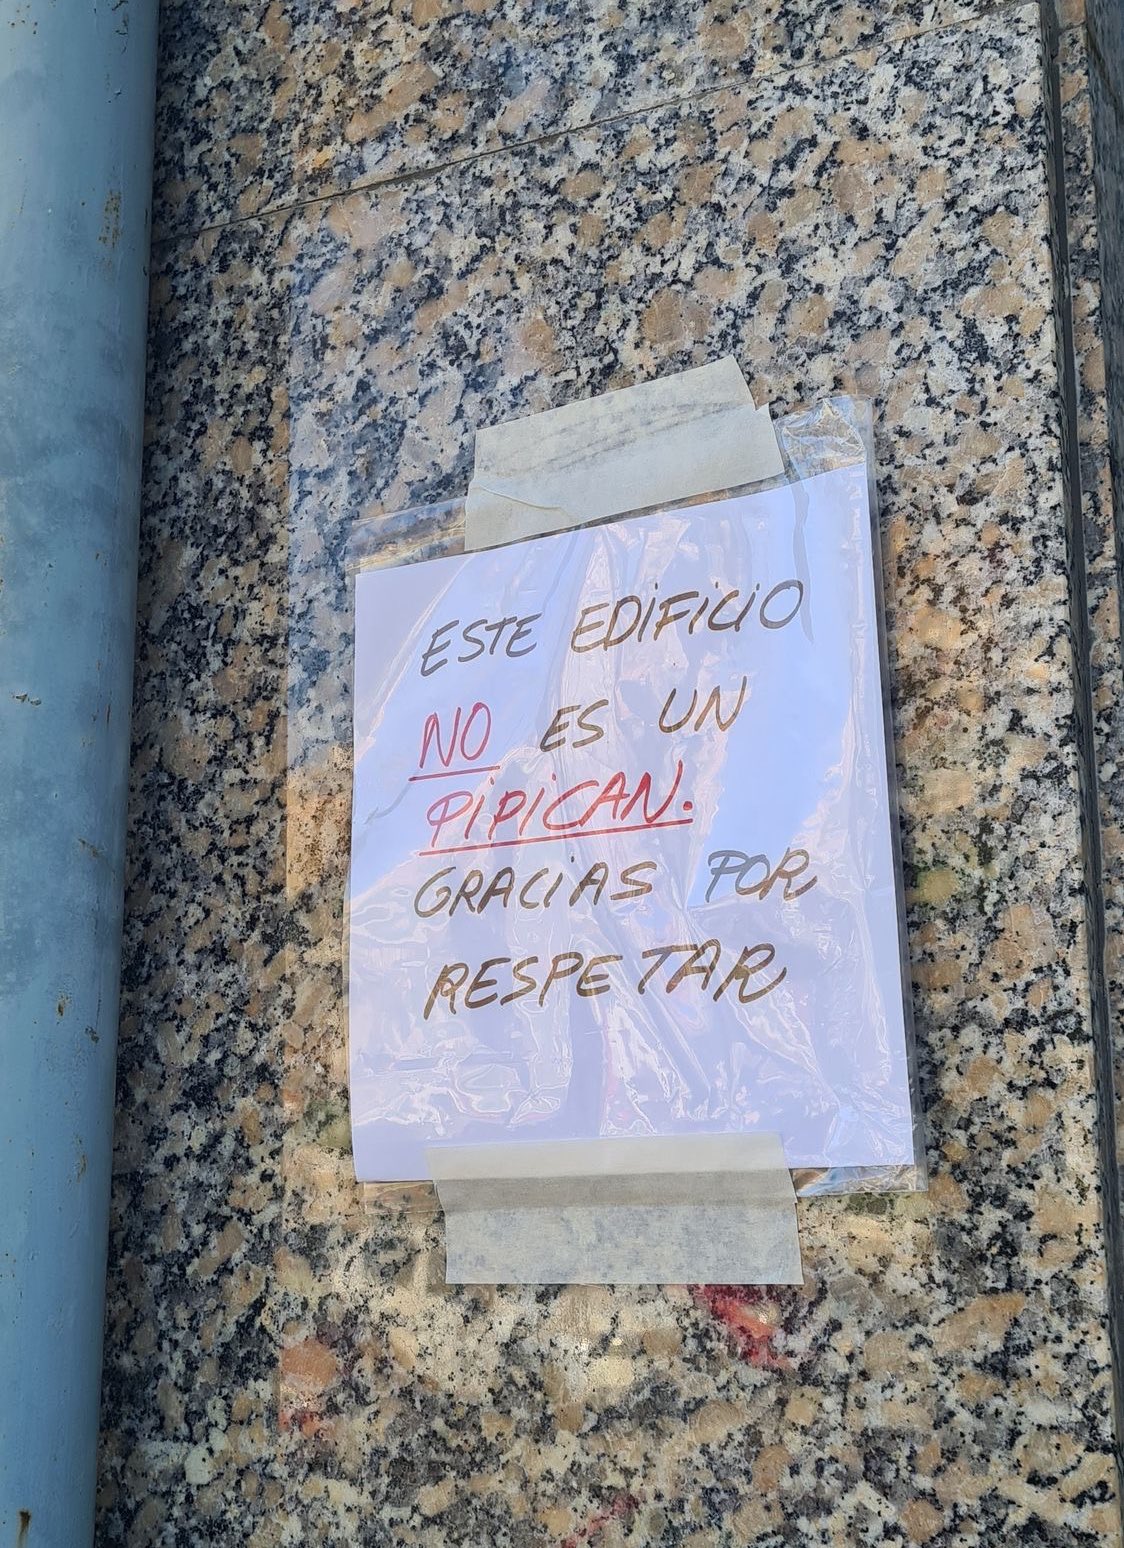 ESTE EDIFICIO
NO ES UN
PIPICAN.
GRACIAS POR
RESPETAR